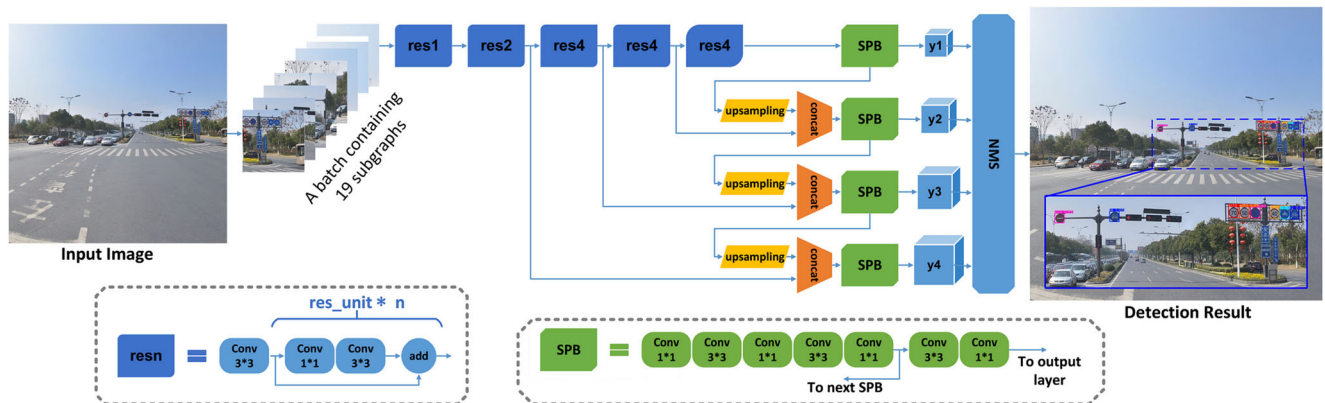 res1
res2
res4
res4
res4
SPB
y1
upsampling
concat
SPB
y2
upsampling
concat
SPB
y3
upsampling
concat
SPB
y4
NMS
A batch containing
19 subgraphs
Input Image
Detection Result
res_unit * n
resn
=
Conv
3*3
Conv
1*1
Conv
3*3
add
SPB
=
Conv
1*1
Conv
3*3
Conv
1*1
Conv
3*3
Conv
1*1
Conv
3*3
Conv
1*1
To next SPB
To output
layer